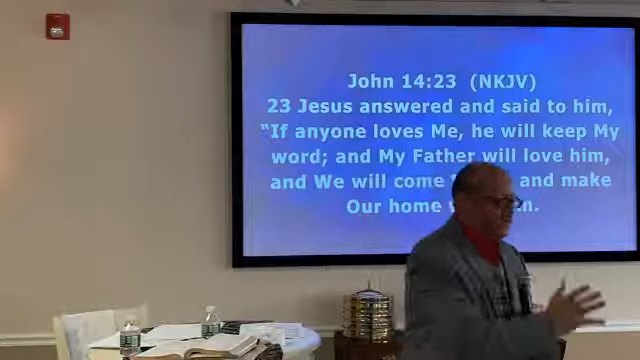 John 14:23 (NKJV)
23 Jesus answered and said to him,
"If anyone loves Me, he will keep My
word; and My Father will love him,
and We will come and make
Our home